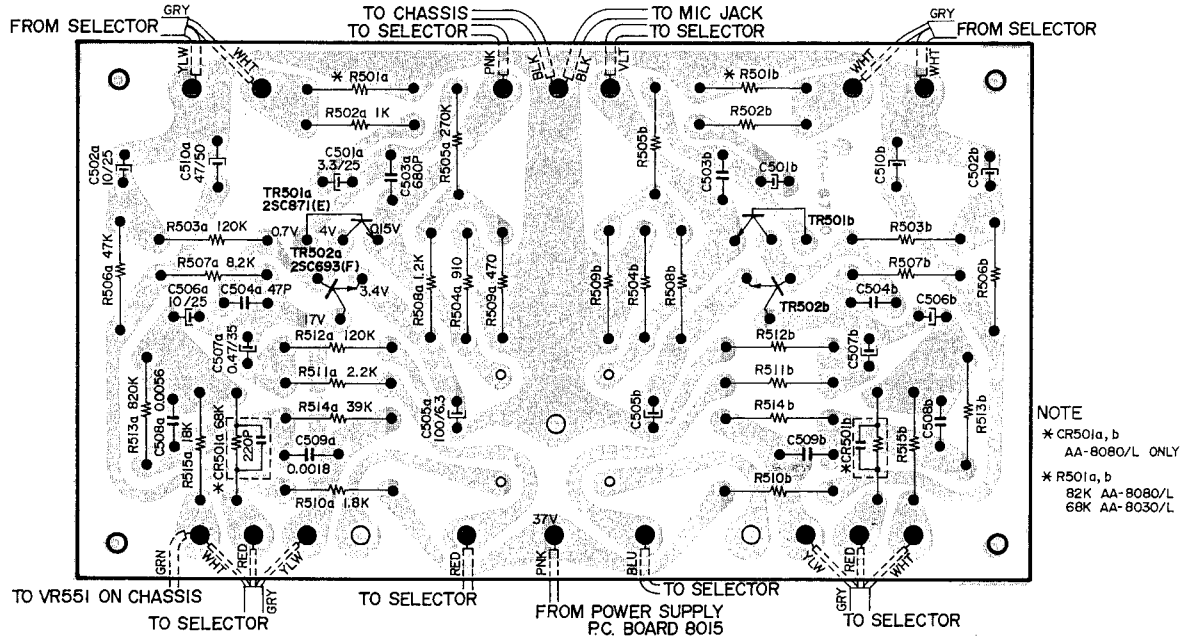 GRY
FROM SELECTOR
TO CHASSIS
TO SELECTOR
TO MIC JACK
TO SELECTOR
GRY
FROM SELECTOR
YLW
WHT
PNK
BLK
BLK
VLT
WHT
WHT
* R501a
R502a 1K
R505a 270K
C502a
10/25
C510a
47/50
C501a
3.3/25
C503a
680P
TR501a
2SC871(E)
0.7V
4V
0.15V
TR502a
2SC693(F)
3.4V
17V
R503a 120K
R507a 8.2K
R506a 47K
C506a
10/25
C504a 47P
C507a
0.47/35
R508a 1.2K
R504a 910
R509a 470
R512a 120K
R511a 2.2K
R514a 39K
C505a
100/6.3
R513a 820K
C508a 0.0056
R515a 18K
*CR501a 68K
220P
C509a
0.0018
R510a 1.8K
* R501b
R502b
R505b
C503b
C501b
C510b
C502b
TR501b
TR502b
R503b
R507b
R506b
C504b
C506b
C507b
R509b
R504b
R508b
R512b
R511b
R514b
C505b
C509b
*CR501b
R515b
C508b
R513b
R510b
37V
GRN
WHT
RED
YLW
GRY
RED
PNK
BLU
YLW
RED
WHT
GRY
TO VR551 ON CHASSIS
TO SELECTOR
TO SELECTOR
FROM POWER SUPPLY
P.C. BOARD 8015
TO SELECTOR
TO SELECTOR
NOTE
* CR501a, b
AA-8080/L ONLY
* R501a, b
82K AA-8080/L
68K AA-8030/L